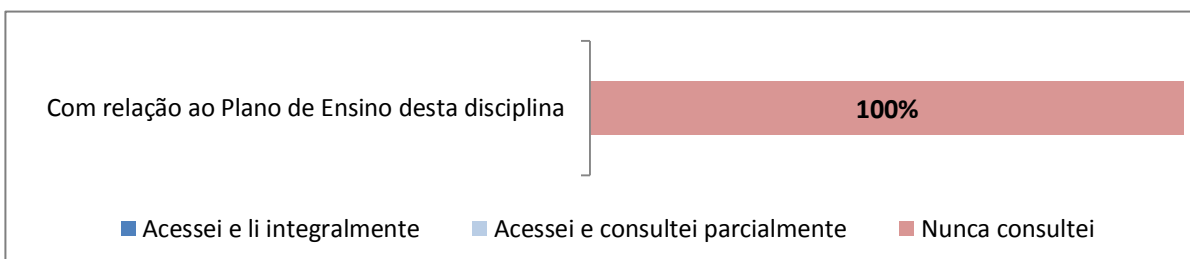 Com relação ao Plano de Ensino desta disciplina 100%
Acessei e li integralmente Acessei e consultei parcialmente Nunca consultei